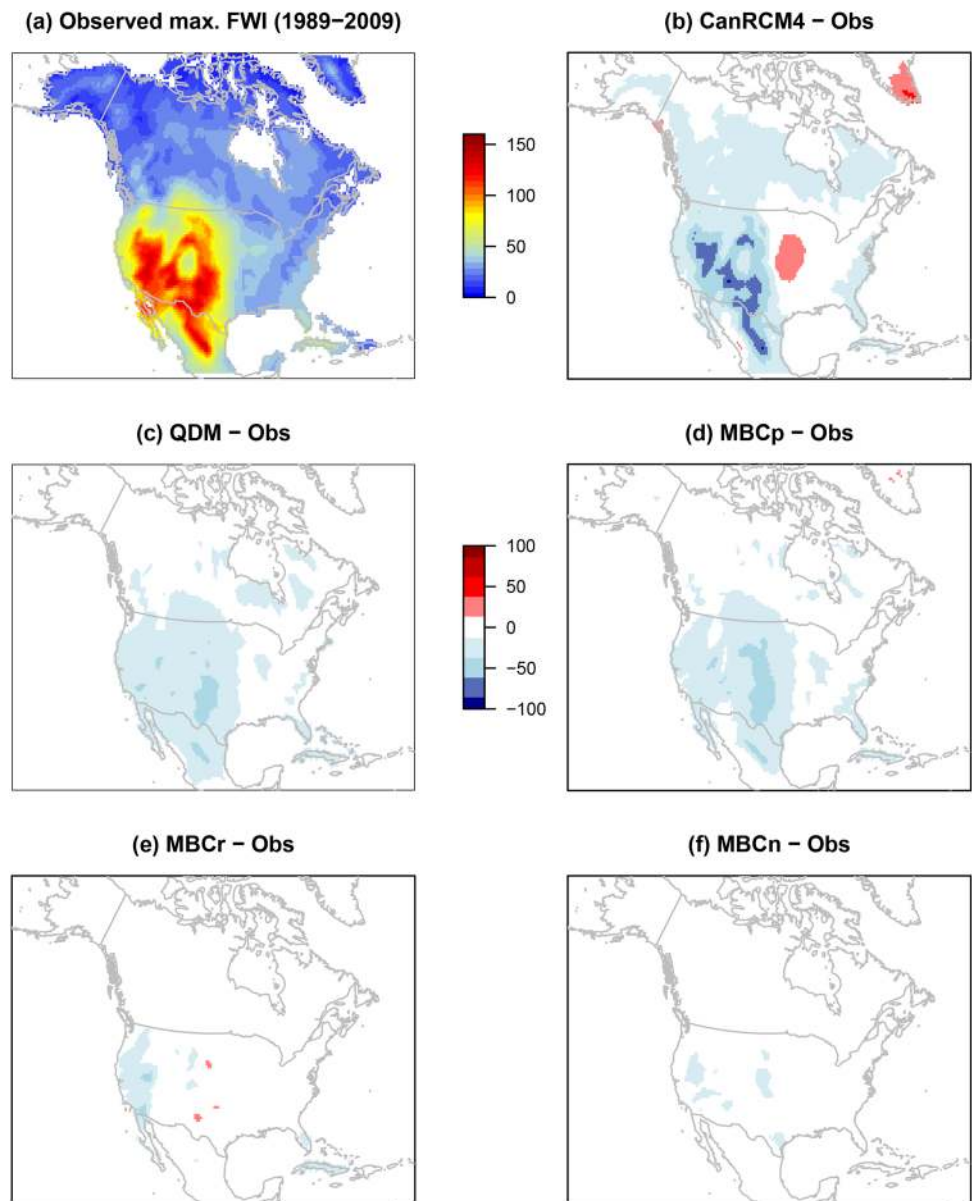 (a) Observed max. FWI (1989−2009)
(b) CanRCM4 − Obs
150
100
50
0
(c) QDM − Obs
(d) MBCp − Obs
100
50
0
−50
−100
(e) MBCr − Obs
(f) MBCn − Obs